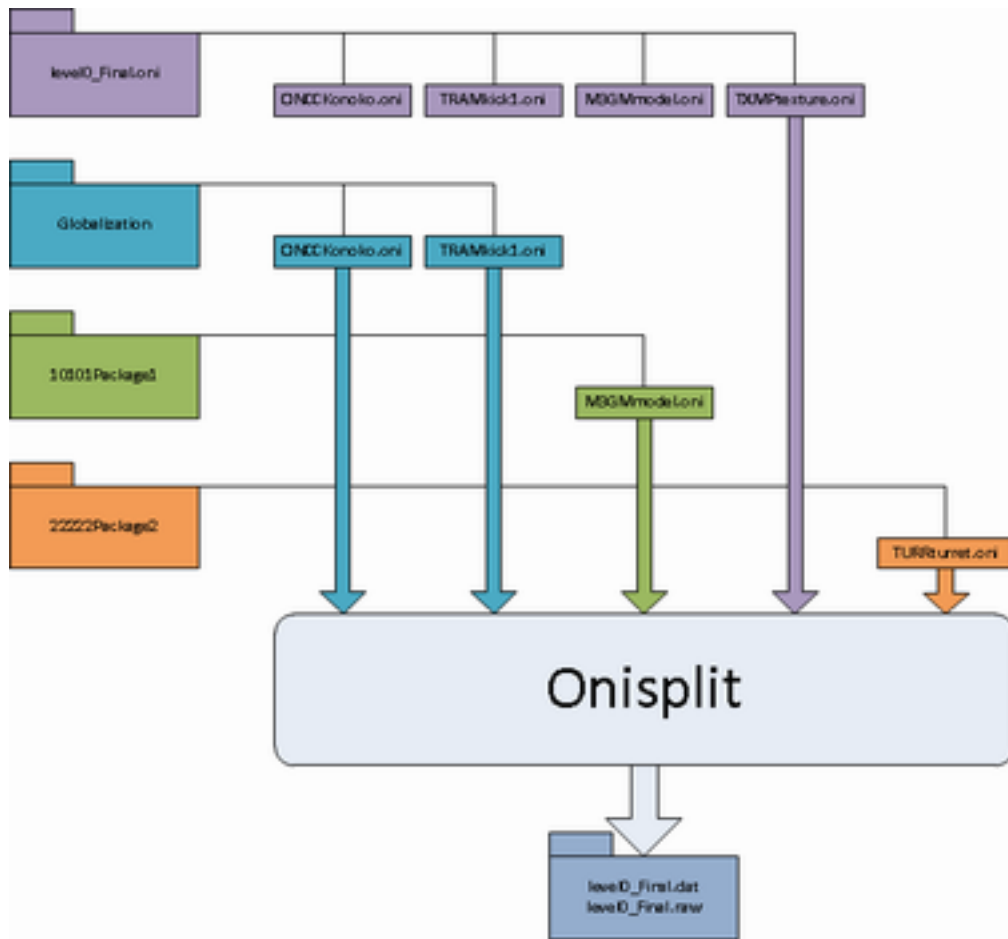 level0_Final.oni
ONCCKonoko.oni
TRAMkick1.oni
M3GMmodel.oni
TXMPtexture.oni
Globalization
ONCCKonoko.oni
TRAMkick1.oni
10101Package1
M3GMmodel.oni
22222Package2
TURRturret.oni
Onisplit
level0_Final.dat
level0_Final.raw